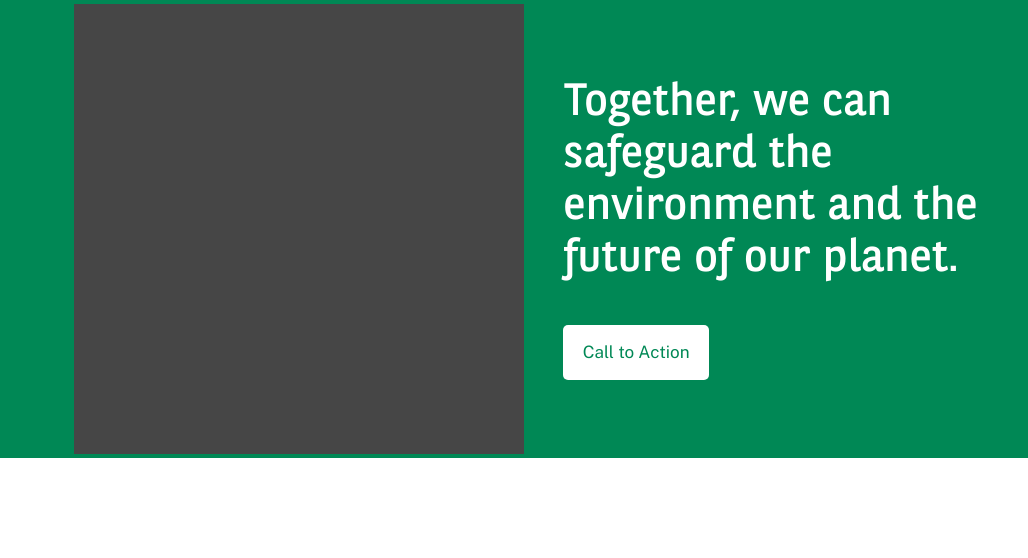 Together, we can
safeguard the
environment and the
future of our planet.
Call to Action